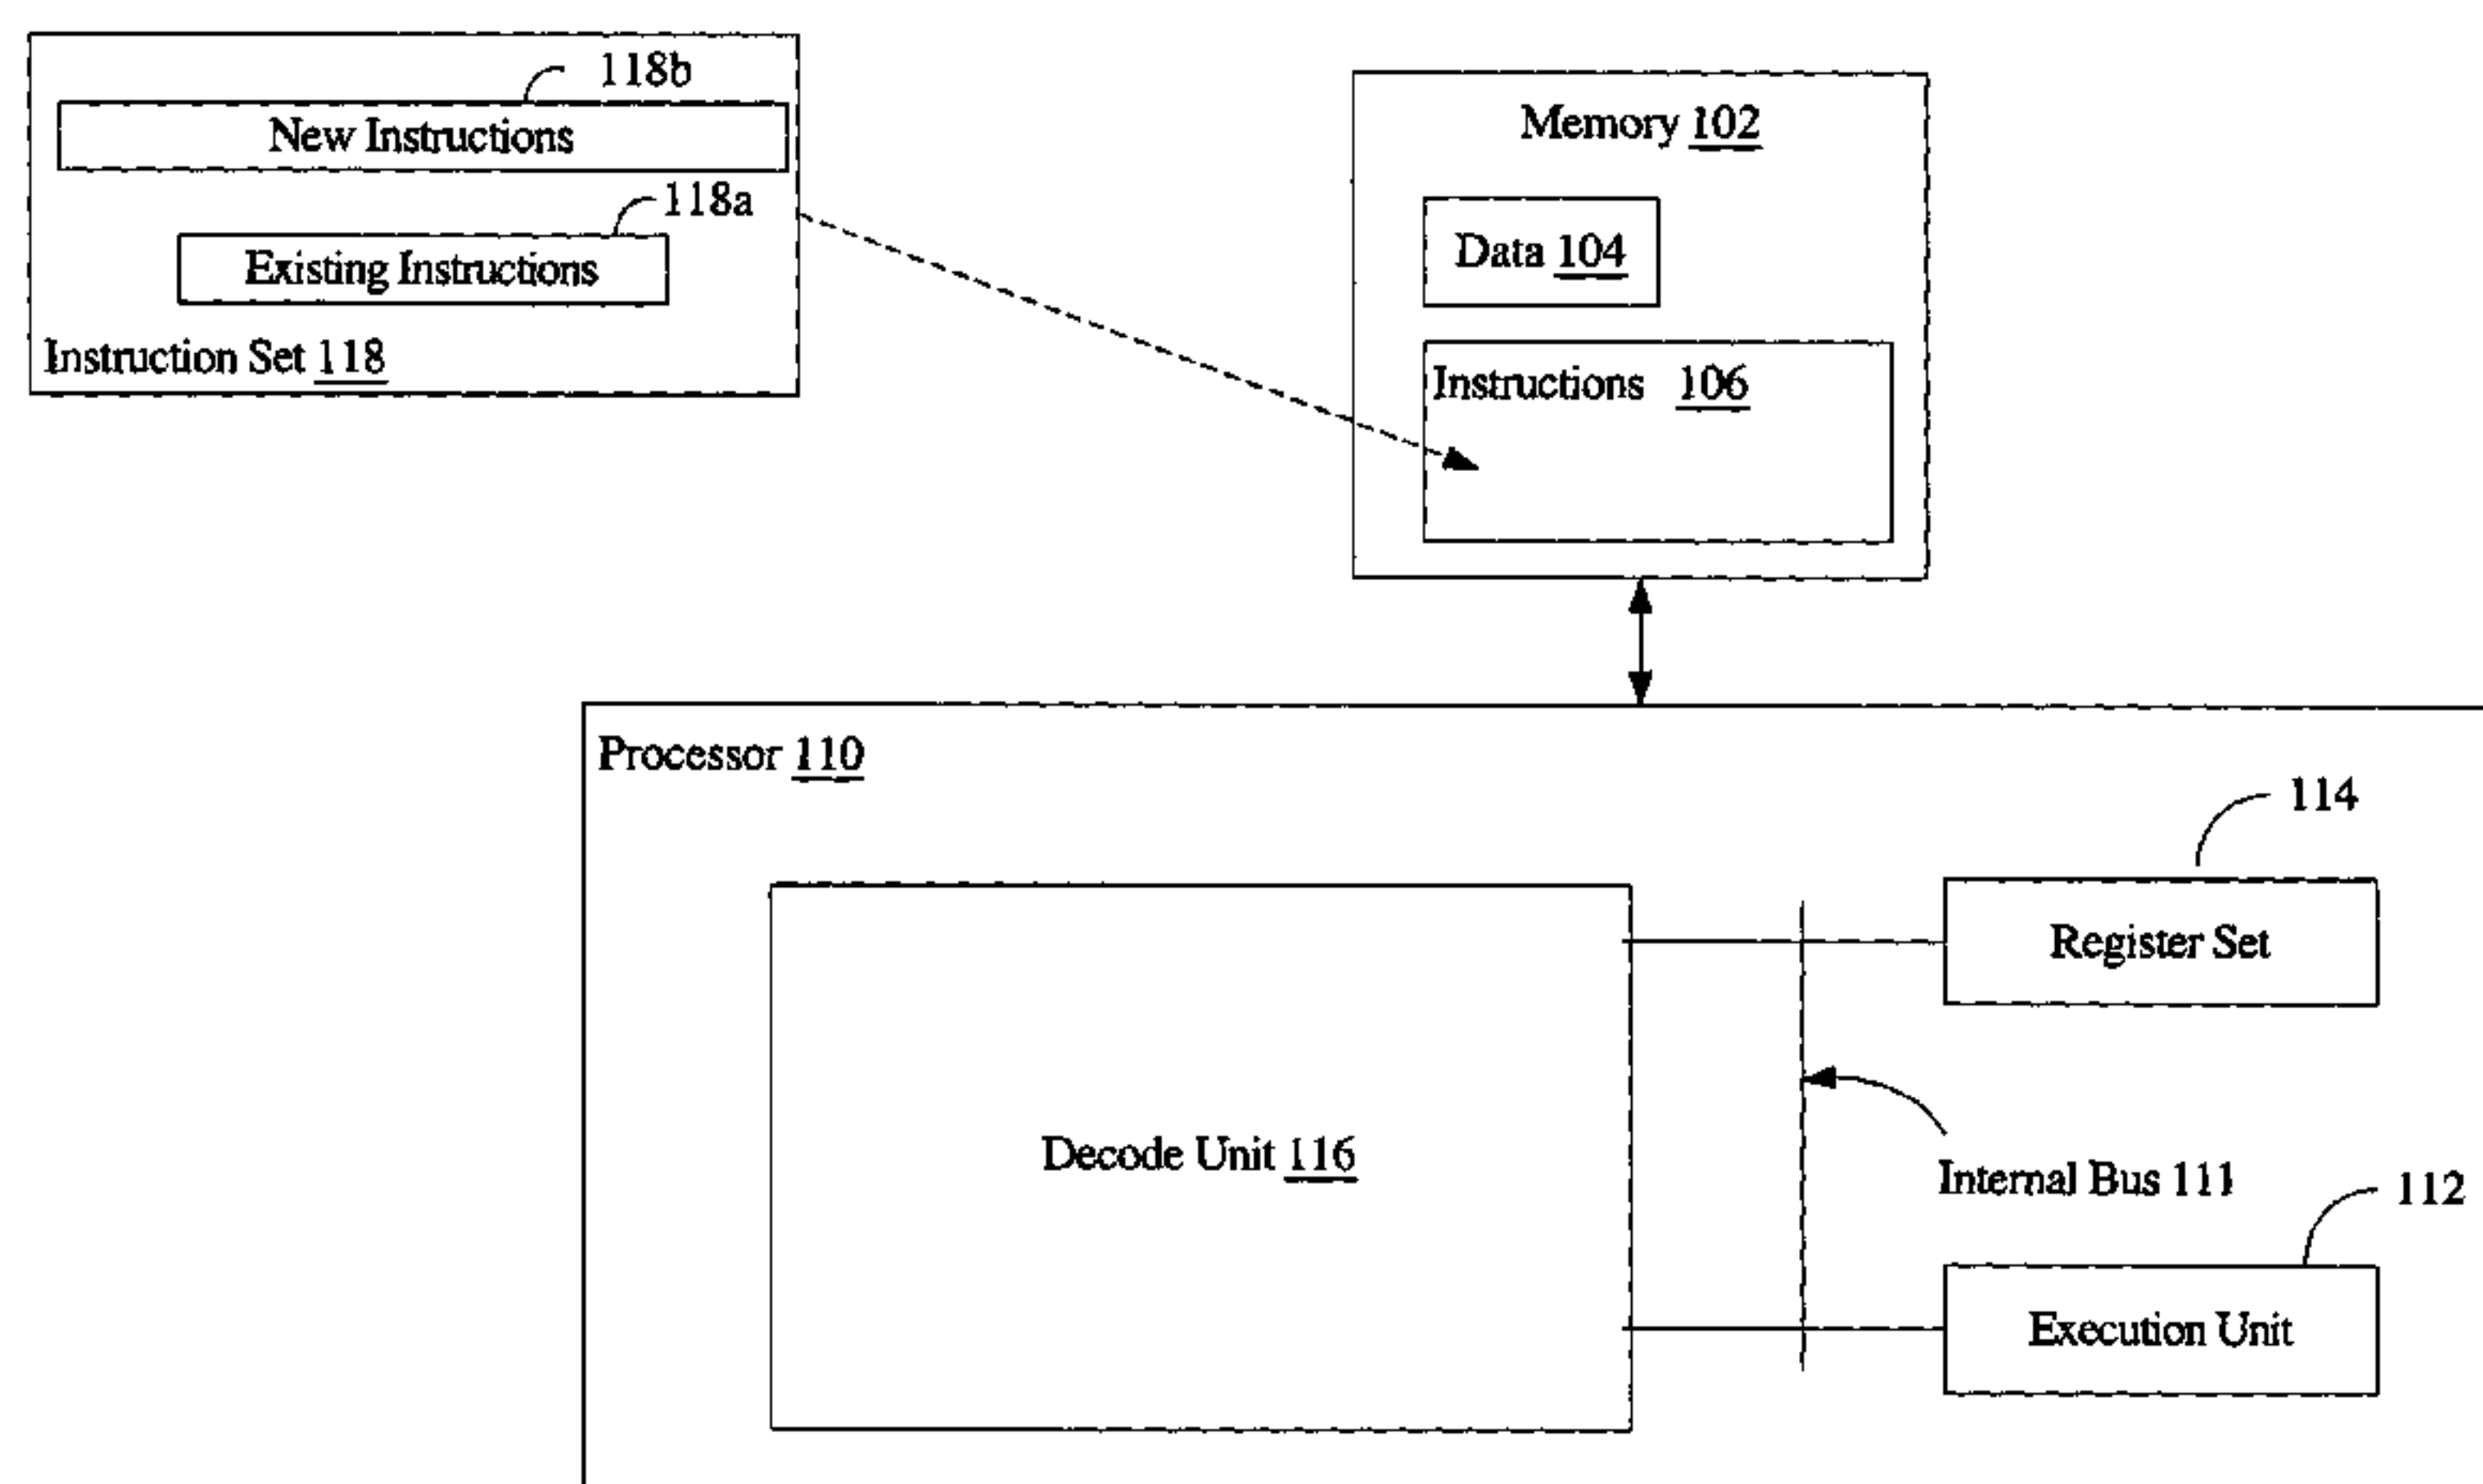 118b
New Instructions
118a
Existing Instructions
Instruction Set 118
Memory 102
Data 104
Instructions 106
Processor 110
114
Register Set
Decode Unit 116
Internal Bus 111
112
Execution Unit